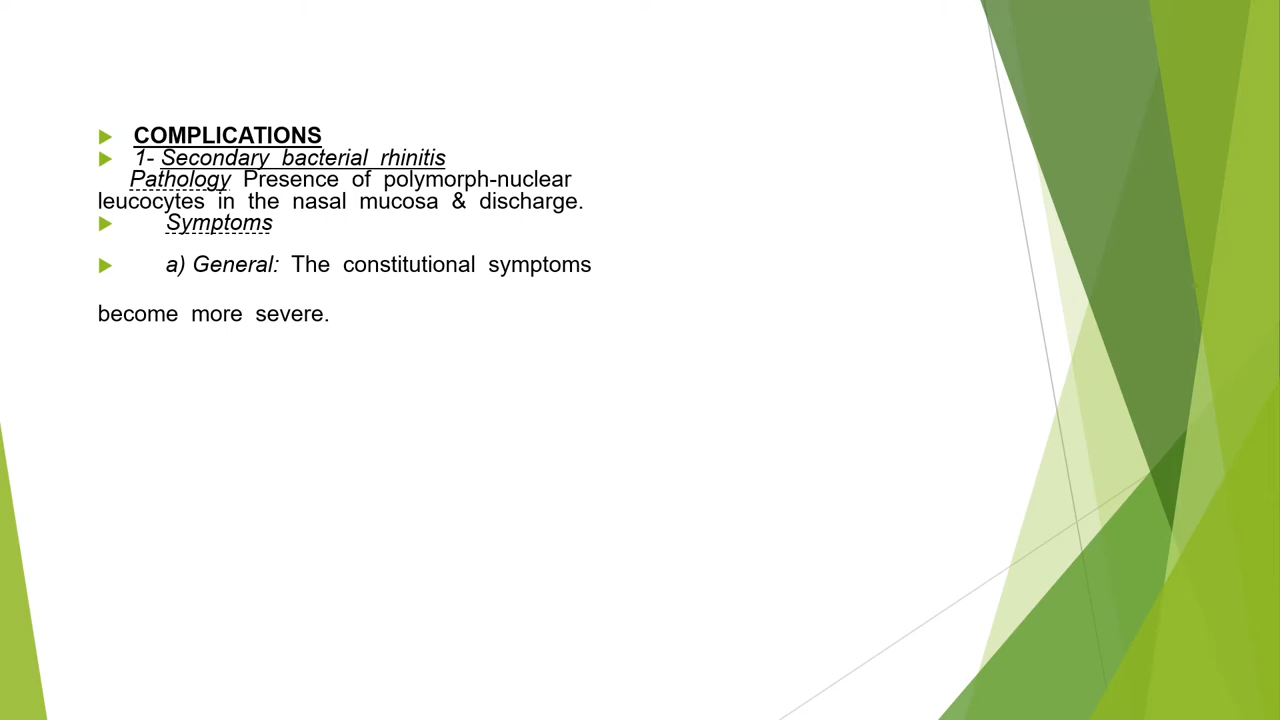 COMPLICATIONS
1- Secondary bacterial rhinitis
Pathology Presence of polymorph-nuclear
leucocytes in the nasal mucosa & discharge.
Symptoms
a) General: The constitutional symptoms
become more severe.